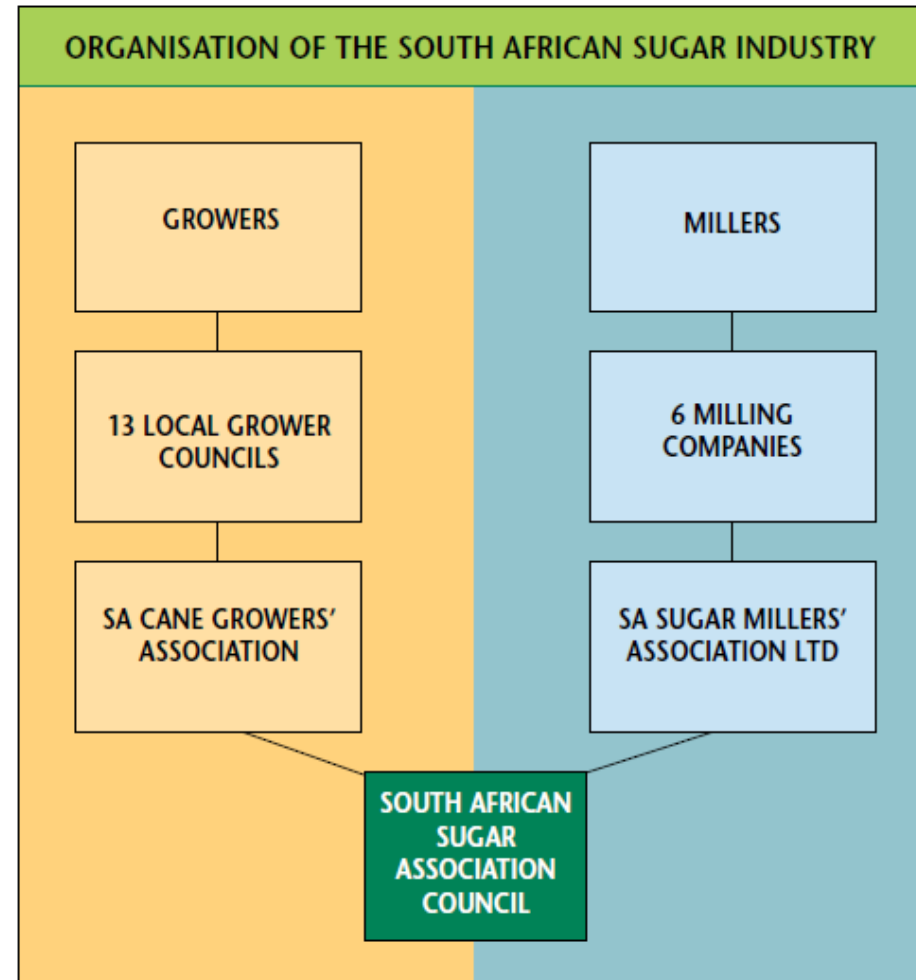 ORGANISATION OF THE SOUTH AFRICAN SUGAR INDUSTRY
GROWERS
13 LOCAL GROWER
COUNCILS
SA CANE GROWERS’
ASSOCIATION
MILLERS
6 MILLING
COMPANIES
SA SUGAR MILLERS’
ASSOCIATION LTD
SOUTH AFRICAN
SUGAR
ASSOCIATION
COUNCIL